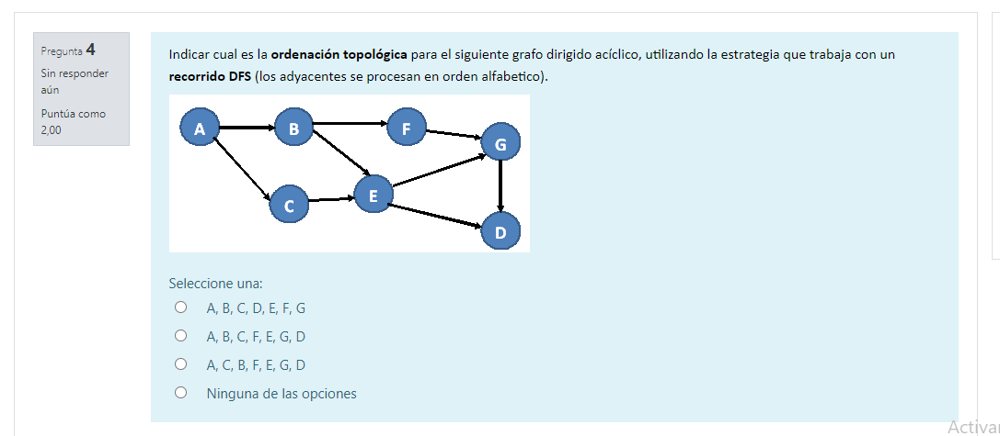 Pregunta 4
Sin responder
aún
Puntúa como
2,00
Indicar cual es la ordenación topológica para el siguiente grafo dirigido acíclico, utilizando la estrategia que trabaja con un
recorrido DFS (los adyacentes se procesan en orden alfabetico).
A
B
F
G
C
E
D
Seleccione una:
A, B, C, D, E, F, G
A, B, C, F, E, G, D
A, C, B, F, E, G, D
Ninguna de las opciones
Activar